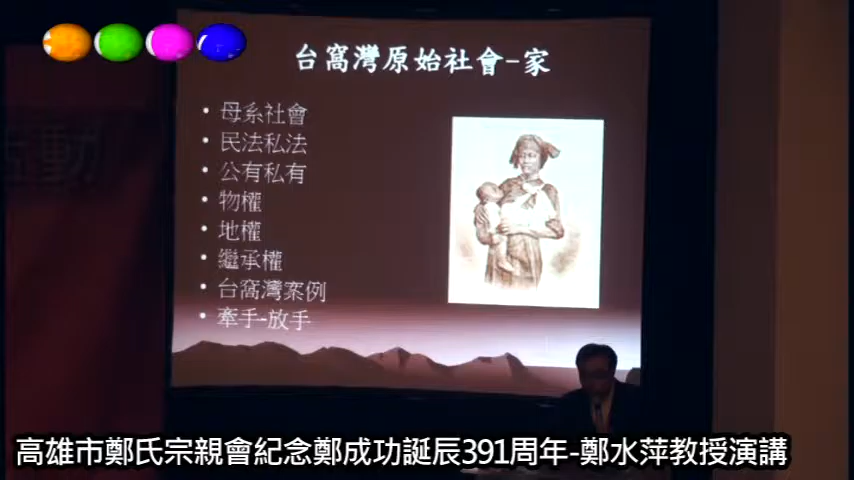 台窩灣原始社會-家
• 母系社會
• 民法私法
• 公有私有
• 物權
• 地權
• 繼承權
• 台窩灣案例
• 牽手-放手
動
高雄市鄭氏宗親會紀念鄭成功誕辰391周年-鄭水萍教授演講